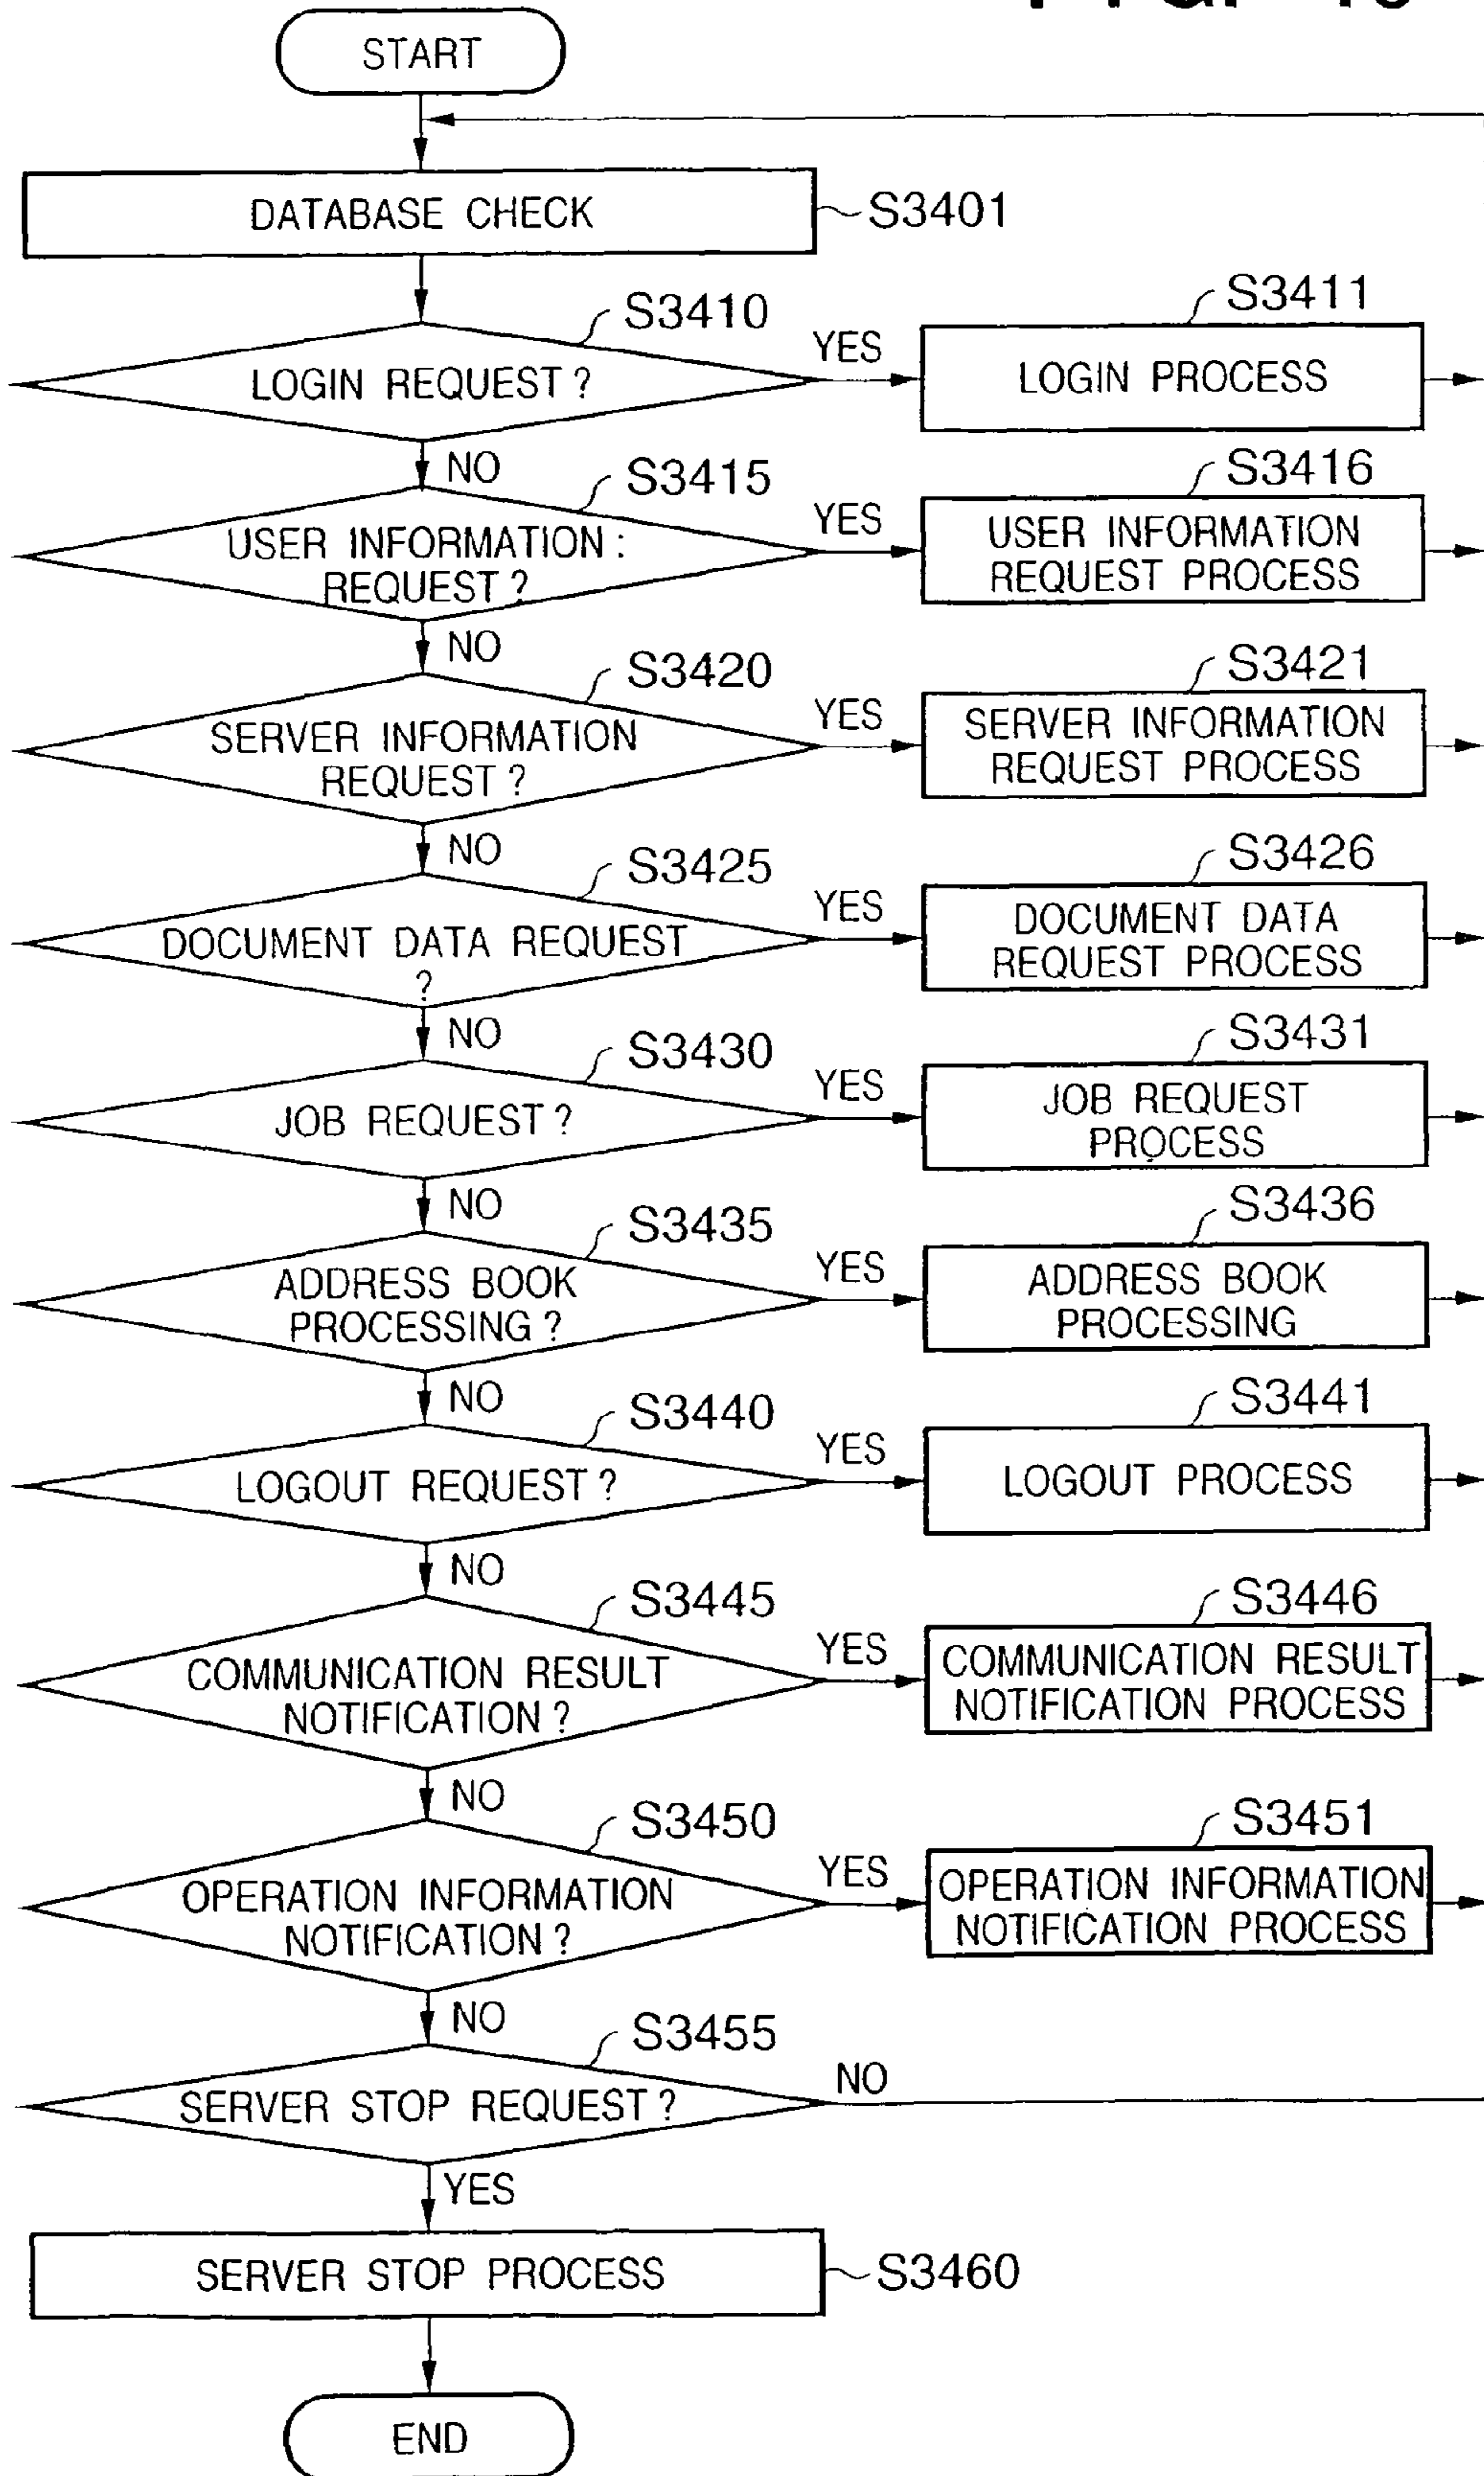 START
DATABASE CHECK
S3401
S3410
S3411
LOGIN REQUEST ?
YES
LOGIN PROCESS
NO
S3415
S3416
USER INFORMATION :
REQUEST ?
YES
USER INFORMATION
REQUEST PROCESS
NO
S3420
S3421
SERVER INFORMATION
REQUEST ?
YES
SERVER INFORMATION
REQUEST PROCESS
NO
S3425
S3426
DOCUMENT DATA REQUEST
?
YES
DOCUMENT DATA
REQUEST PROCESS
NO
S3430
S3431
JOB REQUEST ?
YES
JOB REQUEST
PROCESS
NO
S3435
S3436
ADDRESS BOOK
PROCESSING ?
YES
ADDRESS BOOK
PROCESSING
NO
S3440
S3441
LOGOUT REQUEST ?
YES
LOGOUT PROCESS
NO
S3445
S3446
COMMUNICATION RESULT
NOTIFICATION ?
YES
COMMUNICATION RESULT
NOTIFICATION PROCESS
NO
S3450
S3451
OPERATION INFORMATION
NOTIFICATION ?
YES
OPERATION INFORMATION
NOTIFICATION PROCESS
NO
S3455
SERVER STOP REQUEST ?
NO
YES
SERVER STOP PROCESS
S3460
END